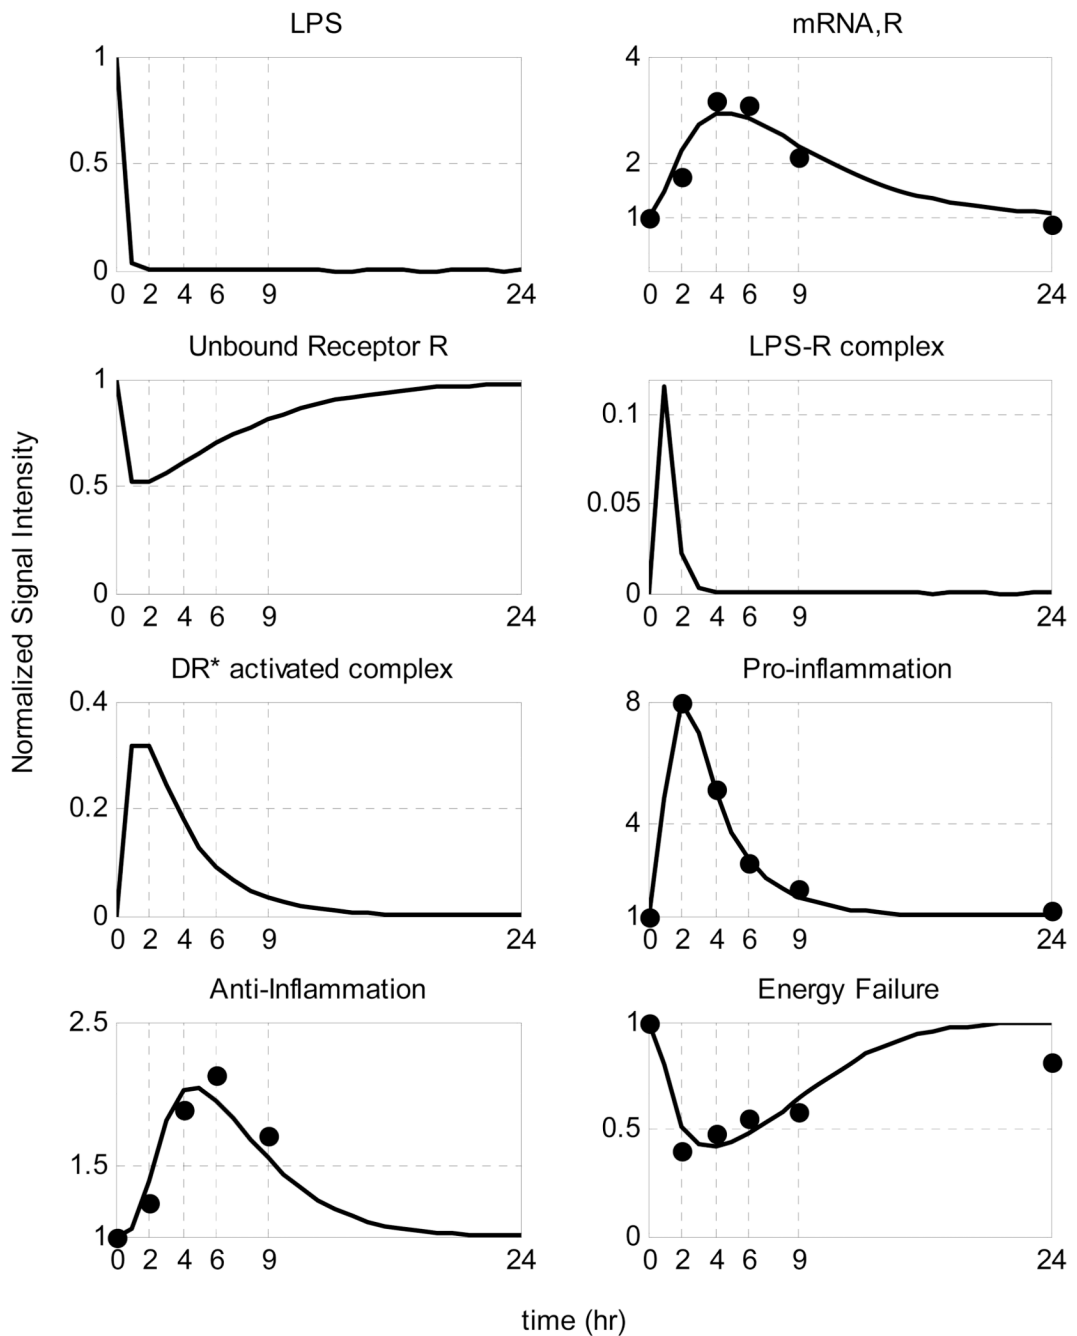 LPS
1
0.5
0
0 2 4 6 9 24
mRNA,R
4
2
1
0 2 4 6 9 24
Unbound Receptor R
1
0.5
0
0 2 4 6 9 24
LPS-R complex
0.1
0.05
0
0 2 4 6 9 24
DR* activated complex
0.4
0.2
0
0 2 4 6 9 24
Pro-inflammation
8
4
1
0 2 4 6 9 24
Anti-Inflammation
2.5
1.5
1
0 2 4 6 9 24
Energy Failure
1
0.5
0
0 2 4 6 9 24
Normalized Signal Intensity
time (hr)